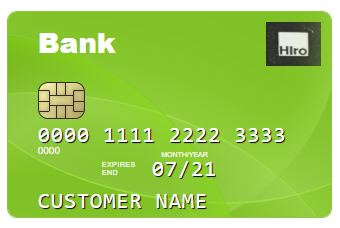 Bank
Hiro
0000 1111 2222 3333
0000
MONTH/YEAR
EXPIRES
END
07/21
CUSTOMER NAME